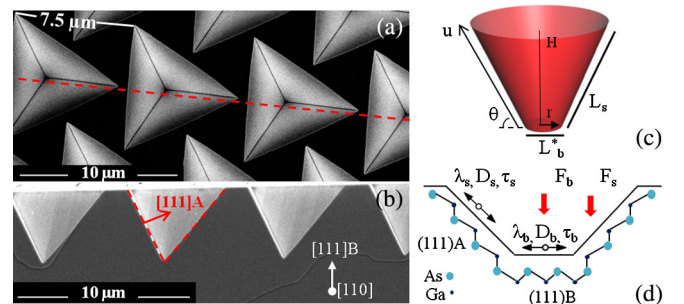 7.5 µm
(a)
10 µm
(b)
[111]A
[111]B
[110]
10 µm
u
H
r
θ
L_s
L*_b
(c)
λ_s, D_s, τ_s
F_b
F_s
λ_b, D_b, τ_b
(111)A
(111)B
As
Ga
(d)